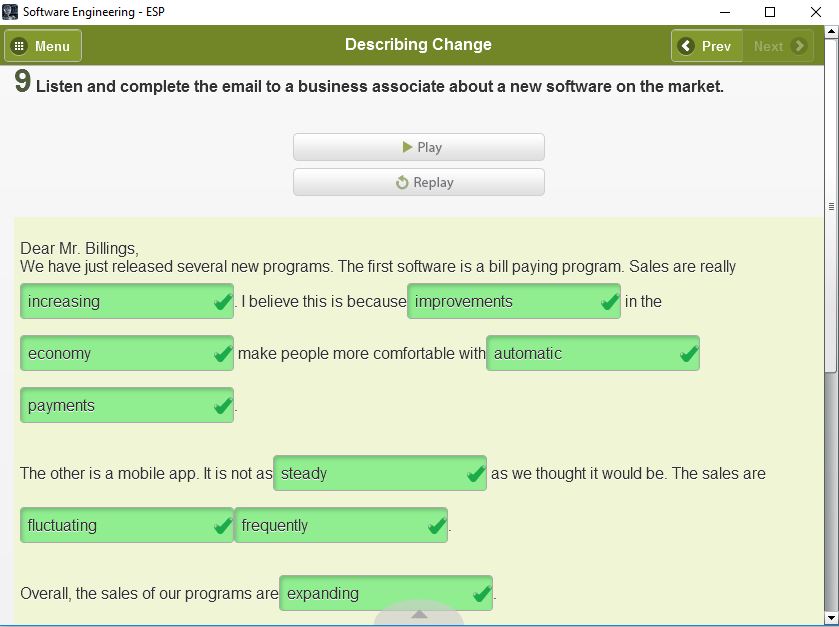 Software Engineering - ESP
Menu
Describing Change
Prev
Next
9 Listen and complete the email to a business associate about a new software on the market.
Play
Replay
Dear Mr. Billings,
We have just released several new programs. The first software is a bill paying program. Sales are really
increasing . I believe this is because improvements in the
economy make people more comfortable with automatic
payments .
The other is a mobile app. It is not as steady as we thought it would be. The sales are
fluctuating frequently .
Overall, the sales of our programs are expanding .